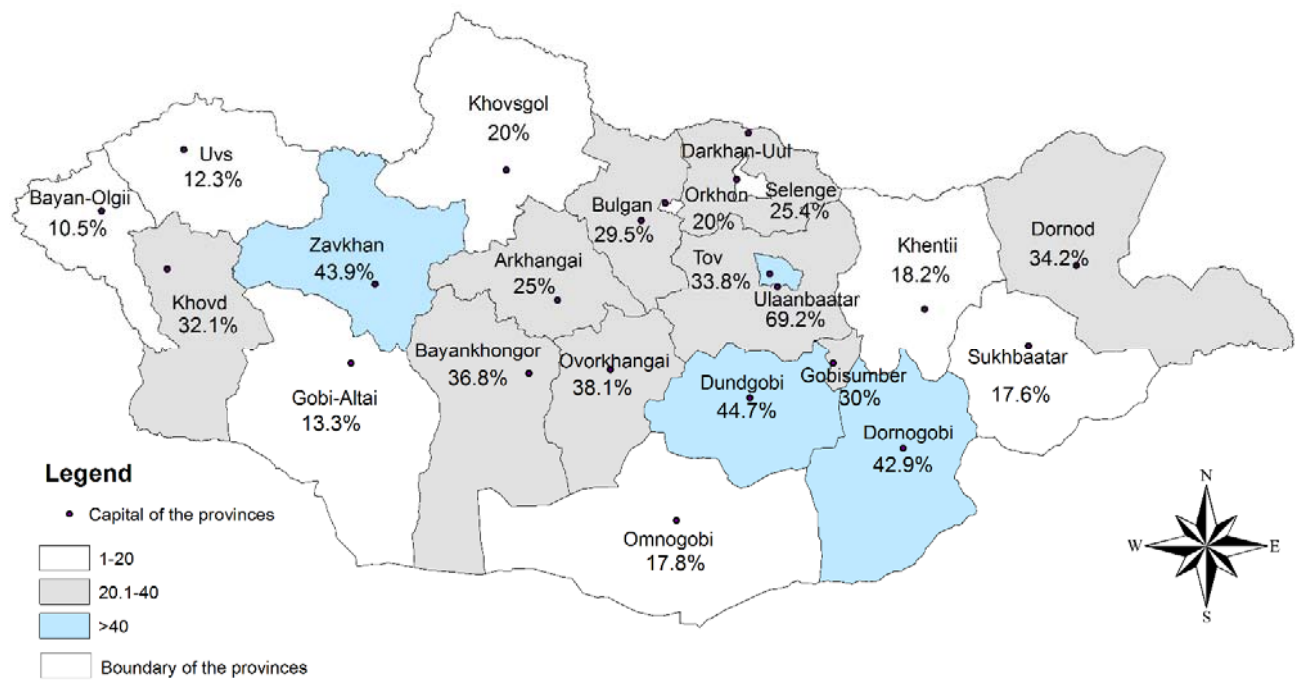 Khovsgol
20%
Uvs
12.3%
Bayan-Olgii
10.5%
Zavkhan
43.9%
Khovd
32.1%
Gobi-Altai
13.3%
Arkhangai
25%
Bayankhongor
36.8%
Ovorkhangai
38.1%
Bulgan
29.5%
Darkhan-Uul
Orkhon
20%
Selenge
25.4%
Tov
33.8%
Ulaanbaatar
69.2%
Khentii
18.2%
Dornod
34.2%
Sukhbaatar
17.6%
Gobisumber
30%
Dundgobi
44.7%
Dornogobi
42.9%
Omnogobi
17.8%
Legend
Capital of the provinces
1-20
20.1-40
>40
Boundary of the provinces
N
W
E
S